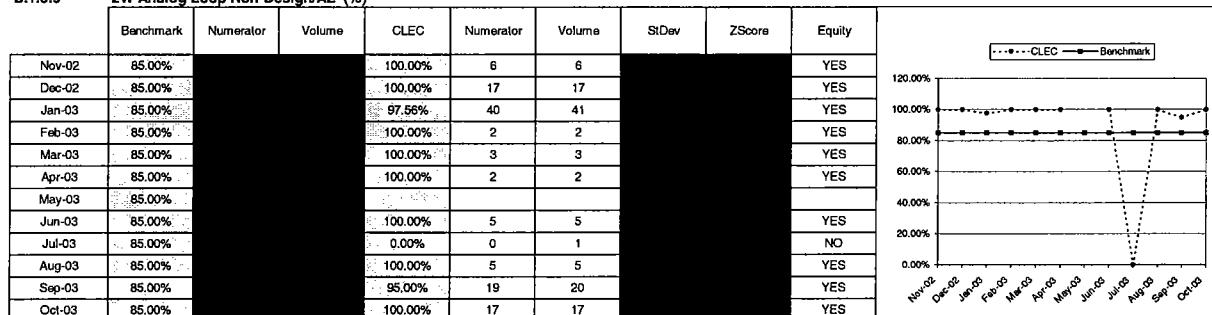 2w Analog Loop Non-Design/AL (%)
Benchmark Numerator Volume CLEC Numerator Volume StDev ZScore Equity
Nov-02 85.00% 100.00% 6 6 YES
Dec-02 85.00% 100.00% 17 17 YES
Jan-03 85.00% 97.56% 40 41 YES
Feb-03 85.00% 100.00% 2 2 YES
Mar-03 85.00% 100.00% 3 3 YES
Apr-03 85.00% 100.00% 2 2 YES
May-03 85.00%
Jun-03 85.00% 100.00% 5 5 YES
Jul-03 85.00% 0.00% 0 1 NO
Aug-03 85.00% 100.00% 5 5 YES
Sep-03 85.00% 95.00% 19 20 YES
Oct-03 85.00% 100.00% 17 17 YES
CLEC Benchmark
120.00%
100.00%
80.00%
60.00%
40.00%
20.00%
0.00%
Nov-02 Dec-02 Jan-03 Feb-03 Mar-03 Apr-03 May-03 Jun-03 Jul-03 Aug-03 Sep-03 Oct-03